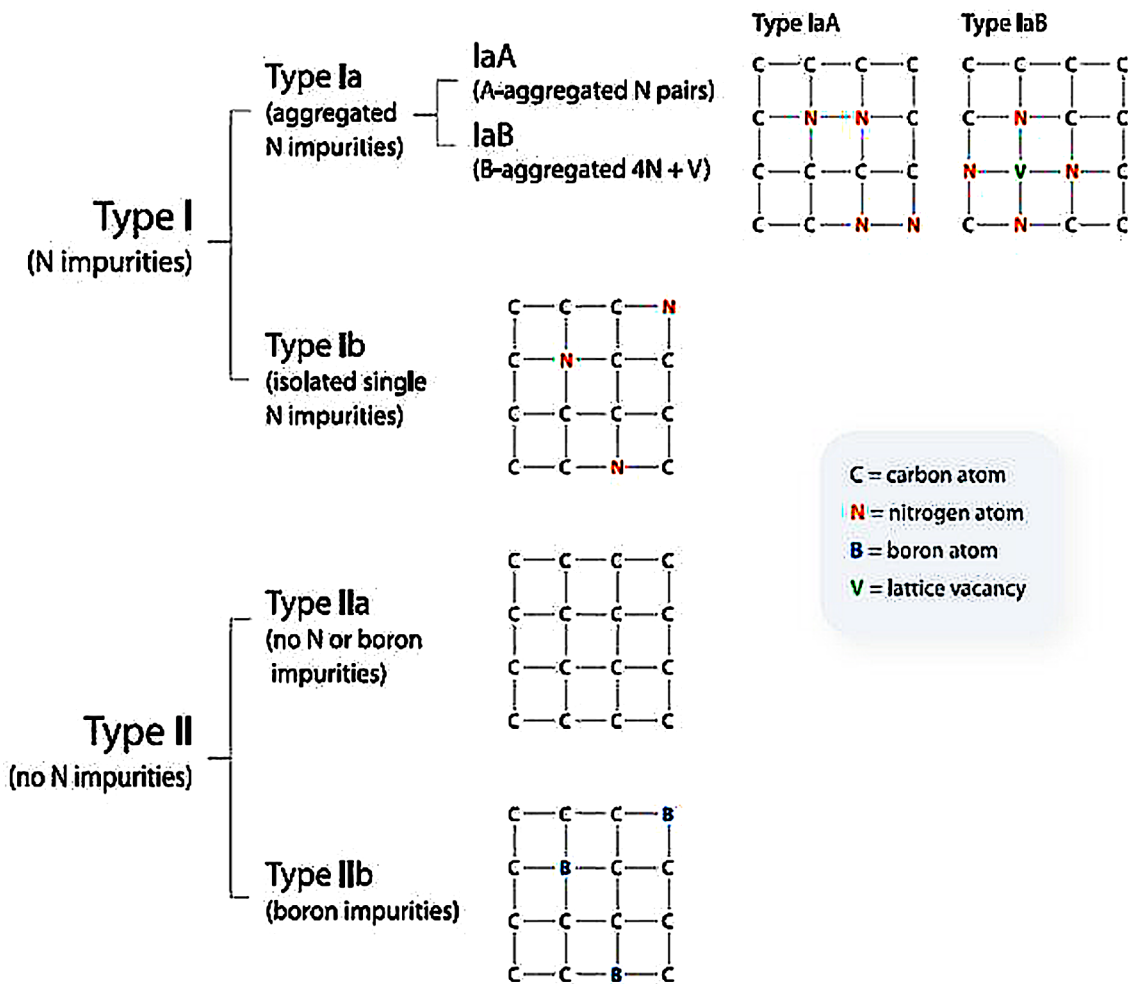 Type IaA
Type IaB
Type Ia
(aggregated
N impurities)
IaA
(A-aggregated N pairs)
IaB
(B-aggregated 4N + V)
C C C C
C N N C
C C C C
C C N N
C C C C
C N C C
N V N C
C N C C
Type I
(N impurities)
Type Ib
(isolated single
N impurities)
C C C N
C N C C
C C C C
C C N C
C = carbon atom
N = nitrogen atom
B = boron atom
V = lattice vacancy
Type II
(no N impurities)
Type IIa
(no N or boron
impurities)
C C C C
C C C C
C C C C
C C C C
Type IIb
(boron impurities)
C C C B
C B C C
C C C C
C C B C